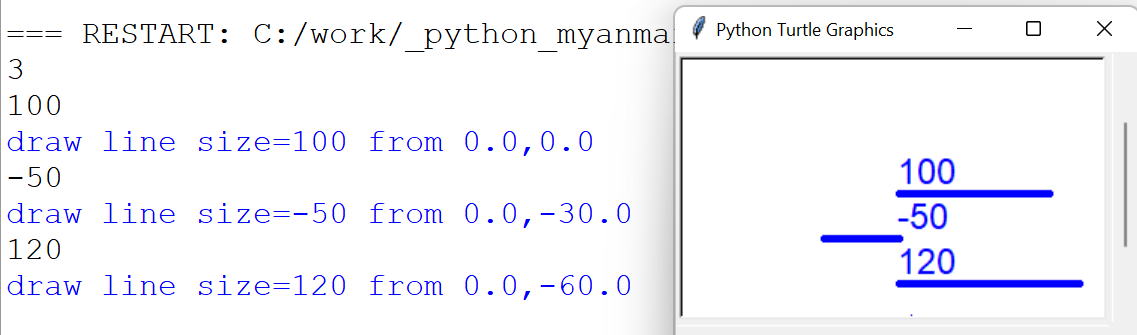 === RESTART: C:/work/_python_myanma
3
100
draw line size=100 from 0.0,0.0
-50
draw line size=-50 from 0.0,-30.0
120
draw line size=120 from 0.0,-60.0
Python Turtle Graphics
100
-50
120